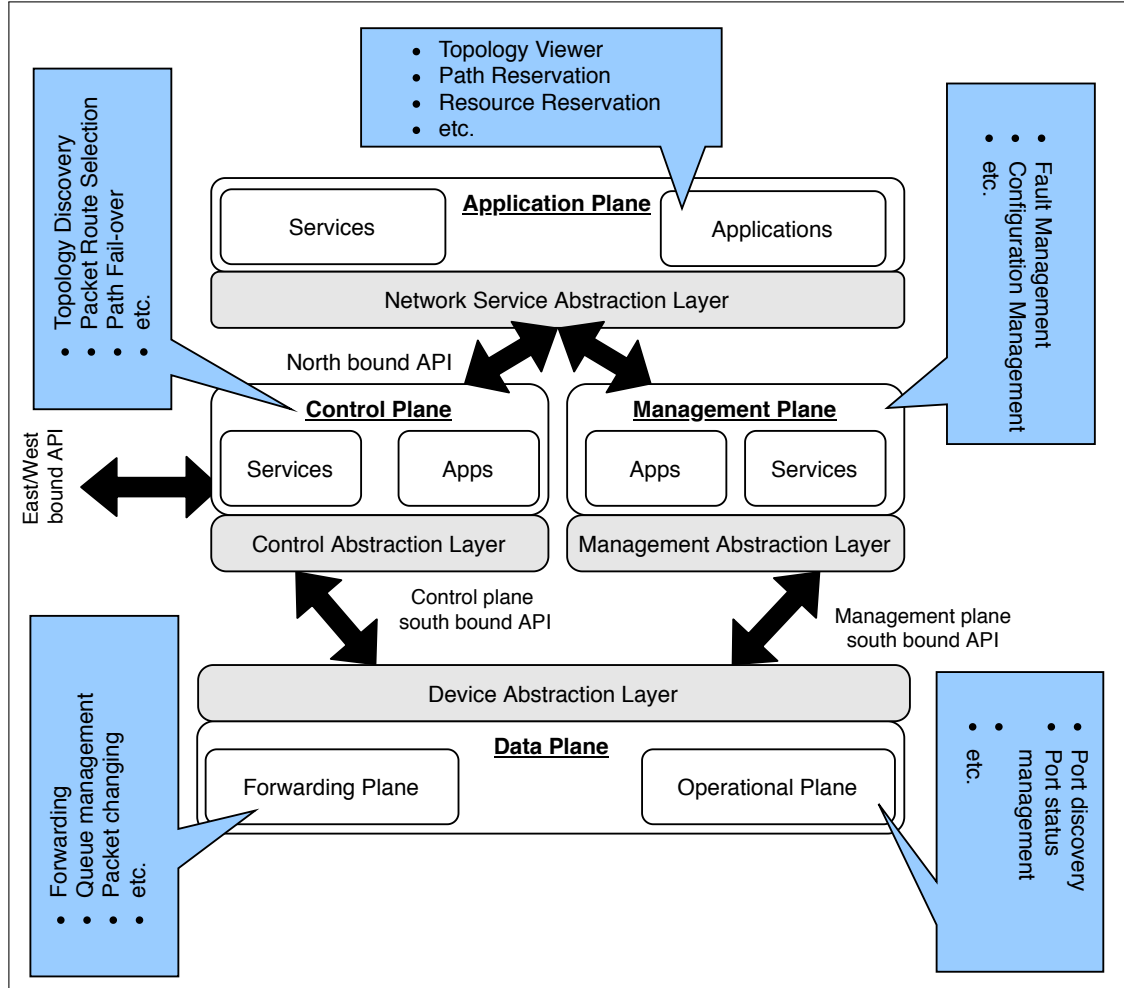 • Topology Viewer
• Path Reservation
• Resource Reservation
• etc.
• Topology Discovery
• Packet Route Selection
• Path Fail-over
• etc.
• Fault Management
• Configuration Management
• etc.
Application Plane
Services
Applications
Network Service Abstraction Layer
North bound API
Control Plane
Management Plane
Services
Apps
Apps
Services
East/West
bound API
Control Abstraction Layer
Management Abstraction Layer
Control plane
south bound API
Management plane
south bound API
Device Abstraction Layer
Data Plane
Forwarding Plane
Operational Plane
• Forwarding
• Queue management
• Packet changing
• etc.
• Port discovery
• Port status
management
•
• etc.